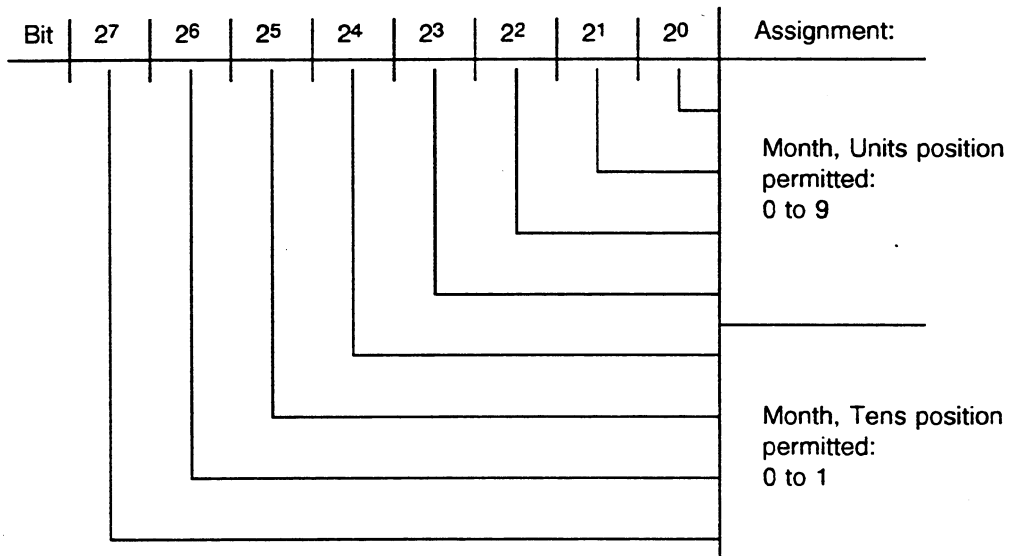 Bit 2⁷ 2⁶ 2⁵ 2⁴ 2³ 2² 2¹ 2⁰ Assignment:
Month, Units position
permitted:
0 to 9
Month, Tens position
permitted:
0 to 1